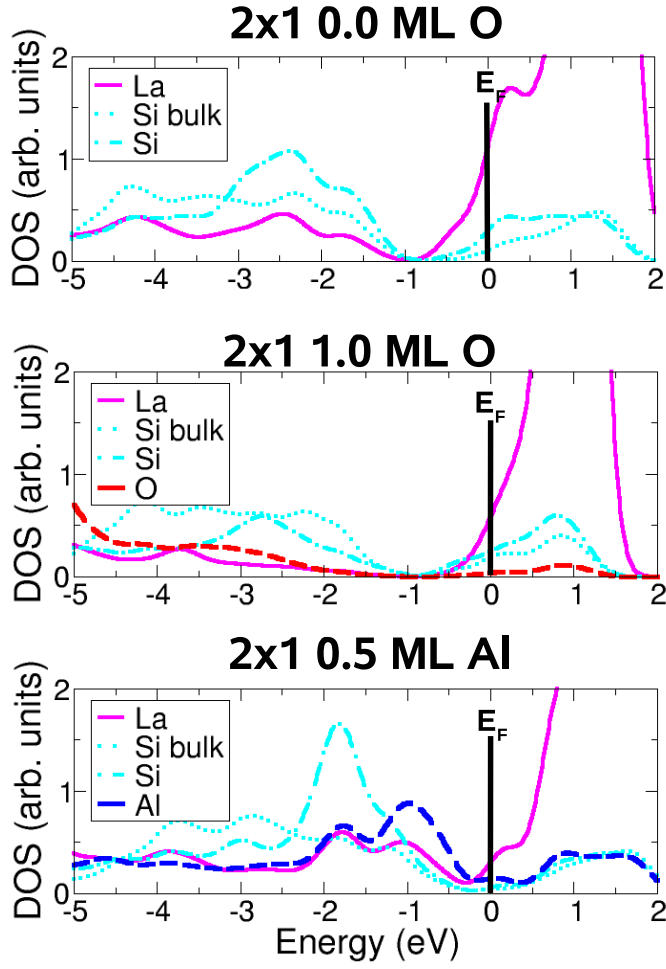 2x1 0.0 ML O
DOS (arb. units)
2
1
0
La
Si bulk
Si
E_F
-5 -4 -3 -2 -1 0 1 2
2x1 1.0 ML O
DOS (arb. units)
2
1
0
La
Si bulk
Si
O
E_F
-5 -4 -3 -2 -1 0 1 2
2x1 0.5 ML Al
DOS (arb. units)
2
1
0
La
Si bulk
Si
Al
E_F
-5 -4 -3 -2 -1 0 1 2
Energy (eV)